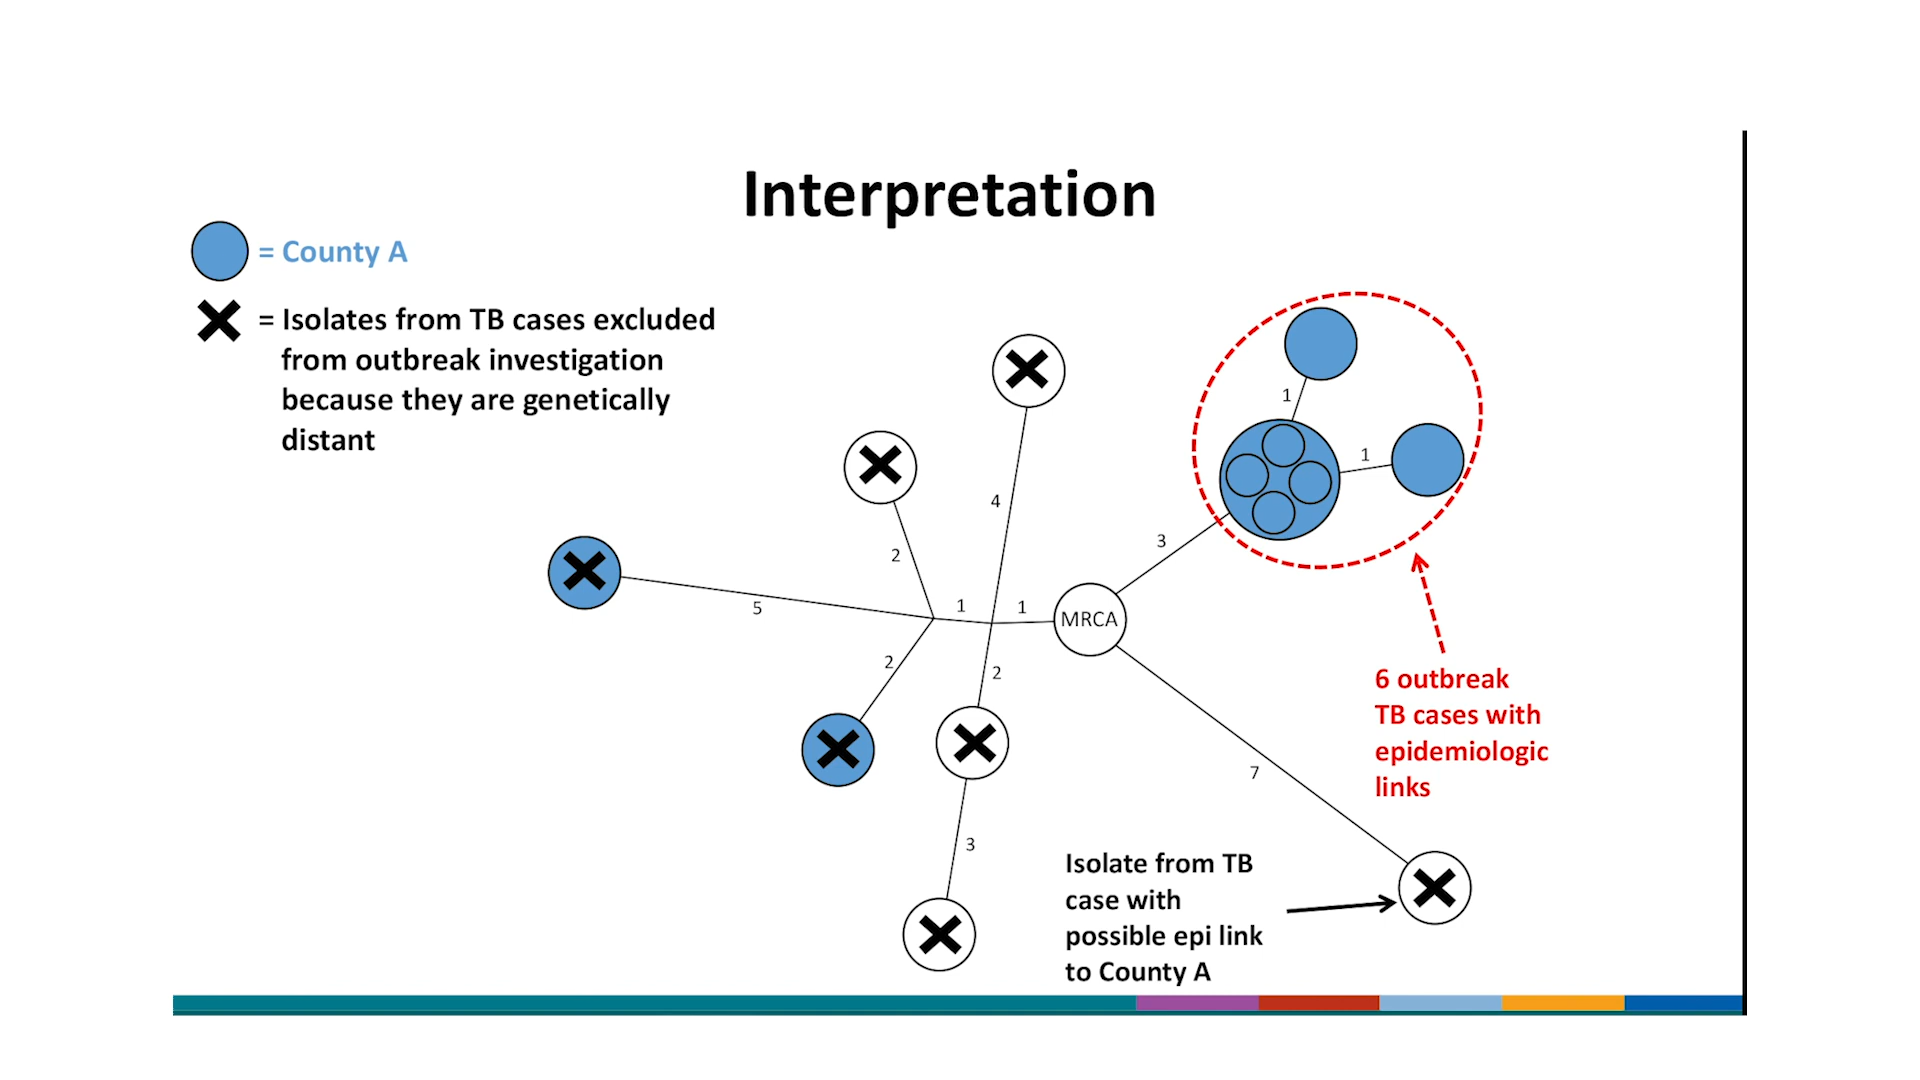 Interpretation
= County A
= Isolates from TB cases excluded
from outbreak investigation
because they are genetically
distant
1
1
4
3
2
5
1
1
MRCA
2
2
6 outbreak
TB cases with
epidemiologic
links
7
3
Isolate from TB
case with
possible epi link
to County A